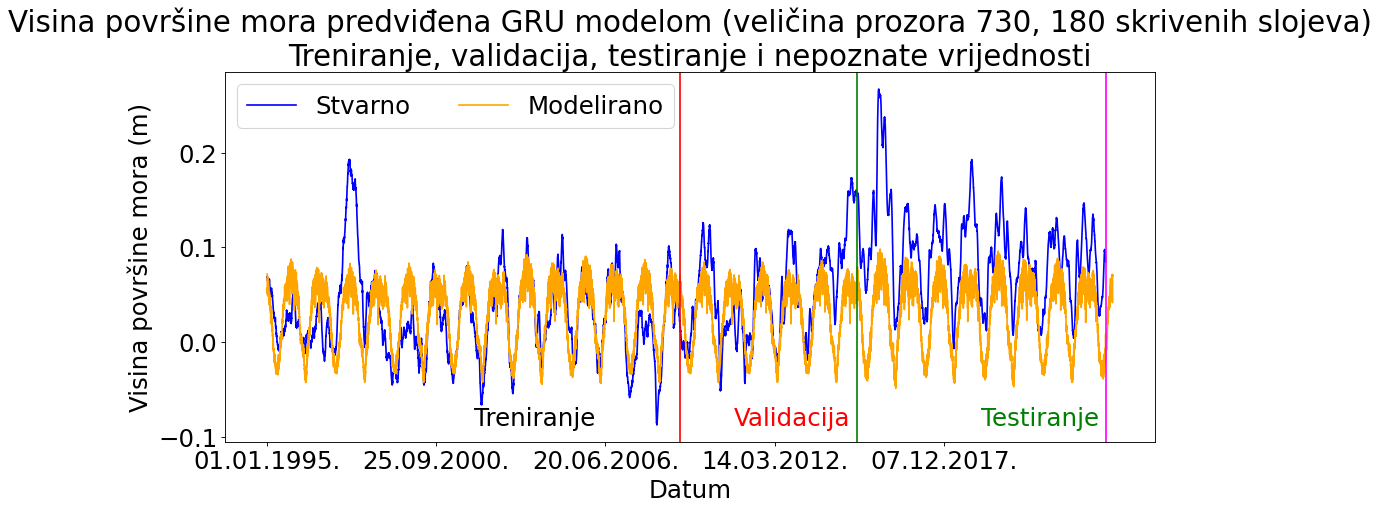 Visina površine mora predviđena GRU modelom (veličina prozora 730, 180 skrivenih slojeva)
Treniranje, validacija, testiranje i nepoznate vrijednosti
Stvarno Modelirano
Visina površine mora (m)
0.2
0.1
0.0
−0.1
Treniranje Validacija Testiranje
01.01.1995. 25.09.2000. 20.06.2006. 14.03.2012. 07.12.2017.
Datum